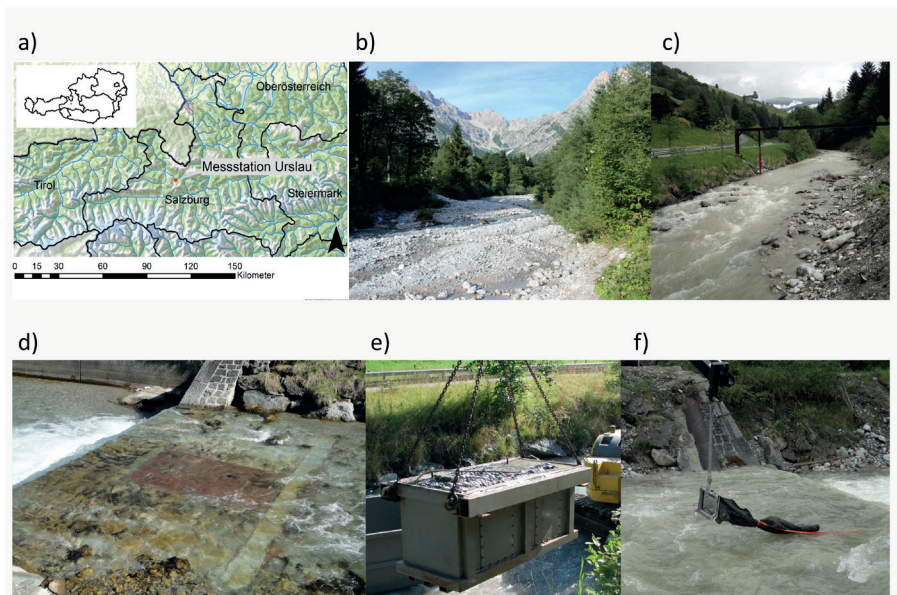 a)
b)
c)
Oberösterreich
Messstation Urslau
Tirol
Salzburg
Steiermark
0 15 30 60 90 120 150
Kilometer
d)
e)
f)